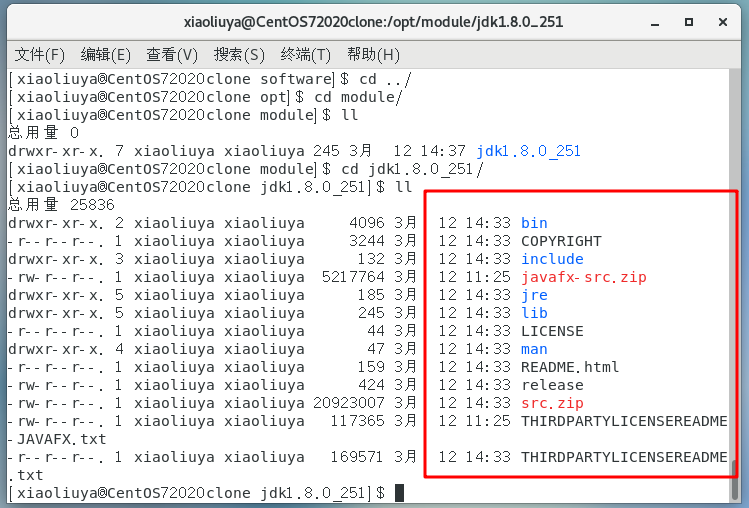 xiaoliuya@CentOS72020clone:/opt/module/jdk1.8.0_251
文件(F) 编辑(E) 查看(V) 搜索(S) 终端(T) 帮助(H)
[xiaoliuya@CentOS72020clone software]$ cd ../
[xiaoliuya@CentOS72020clone opt]$ cd module/
[xiaoliuya@CentOS72020clone module]$ ll
总用量 0
drwxr-xr-x. 7 xiaoliuya xiaoliuya 245 3月  12 14:37 jdk1.8.0_251
[xiaoliuya@CentOS72020clone module]$ cd jdk1.8.0_251/
[xiaoliuya@CentOS72020clone jdk1.8.0_251]$ ll
总用量 25836
drwxr-xr-x. 2 xiaoliuya xiaoliuya     4096 3月  12 14:33 bin
-r--r--r--. 1 xiaoliuya xiaoliuya     3244 3月  12 14:33 COPYRIGHT
drwxr-xr-x. 3 xiaoliuya xiaoliuya      132 3月  12 14:33 include
-rw-r--r--. 1 xiaoliuya xiaoliuya  5217764 3月  12 11:25 javafx-src.zip
drwxr-xr-x. 5 xiaoliuya xiaoliuya      185 3月  12 14:33 jre
drwxr-xr-x. 5 xiaoliuya xiaoliuya      245 3月  12 14:33 lib
-r--r--r--. 1 xiaoliuya xiaoliuya       44 3月  12 14:33 LICENSE
drwxr-xr-x. 4 xiaoliuya xiaoliuya       47 3月  12 14:33 man
-r--r--r--. 1 xiaoliuya xiaoliuya      159 3月  12 14:33 README.html
-rw-r--r--. 1 xiaoliuya xiaoliuya      424 3月  12 14:33 release
-rw-r--r--. 1 xiaoliuya xiaoliuya 20923007 3月  12 14:33 src.zip
-rw-r--r--. 1 xiaoliuya xiaoliuya   117365 3月  12 11:25 THIRDPARTYLICENSEREADME
-JAVAFX.txt
-r--r--r--. 1 xiaoliuya xiaoliuya   169571 3月  12 14:33 THIRDPARTYLICENSEREADME
.txt
[xiaoliuya@CentOS72020clone jdk1.8.0_251]$